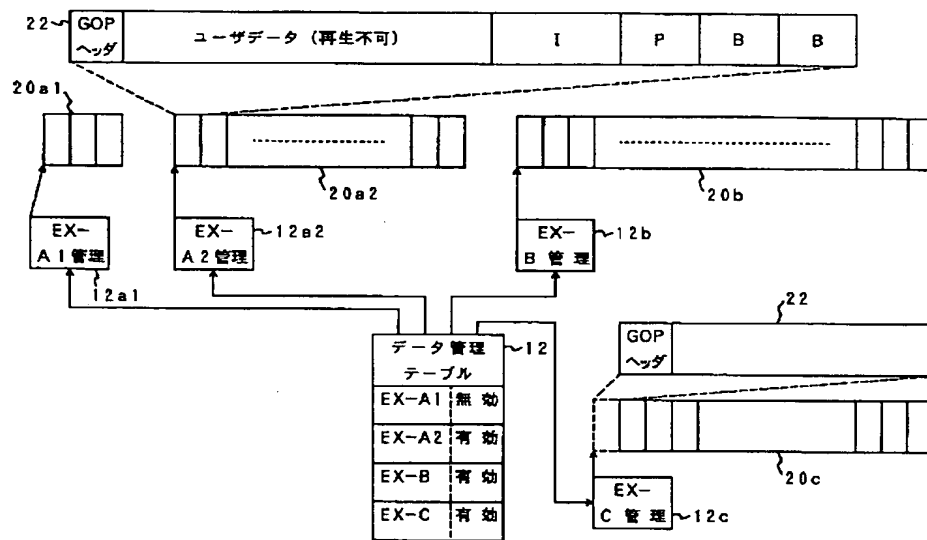 22
GOP
ヘッダ
ユーザデータ (再生不可)
I
P
B
B
20a1
20a2
20b
EX-
A1管理
12a1
EX-
A2管理
12a2
EX-
B 管理
12b
データ管理
テーブル
12
EX-A1 無効
EX-A2 有効
EX-B 有効
EX-C 有効
22
GOP
ヘッダ
20c
EX-
C 管理
12c